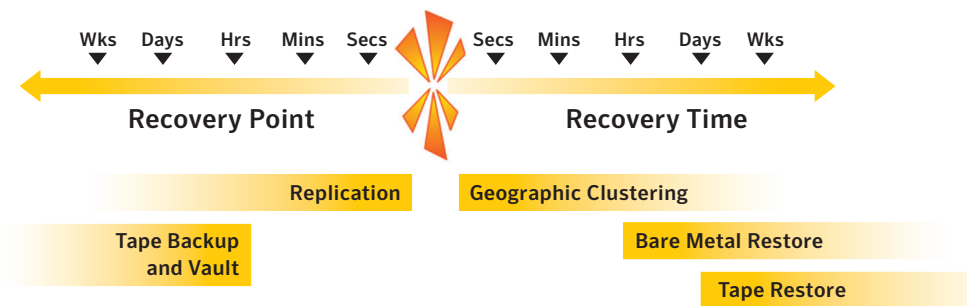 Wks Days Hrs Mins Secs Secs Mins Hrs Days Wks
Recovery Point Recovery Time
Replication Geographic Clustering
Tape Backup
and Vault
Bare Metal Restore
Tape Restore